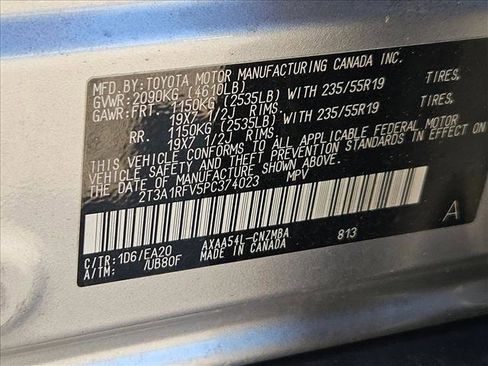 MFD.BY:TOYOTA MOTOR MANUFACTURING CANADA INC.
GVWR:2090KG (4610LB)
GAWR:FRT. 1150KG (2535LB) WITH 235/55R19 TIRES,
19X7 1/2J RIMS.
RR. 1150KG (2535LB) WITH 235/55R19 TIRES,
19X7 1/2J RIMS.
THIS VEHICLE CONFORMS TO ALL APPLICABLE FEDERAL MOTOR
VEHICLE SAFETY AND THEFT PREVENTION STANDARDS IN EFFECT ON
THE DATE OF MANUFACTURE SHOWN ABOVE.
2T3A1RFV5PC374023 MPV
A
C/TR:1D6/EA20 AXAA54L-CNZMBA 813
A/TM: /UB80F MADE IN CANADA